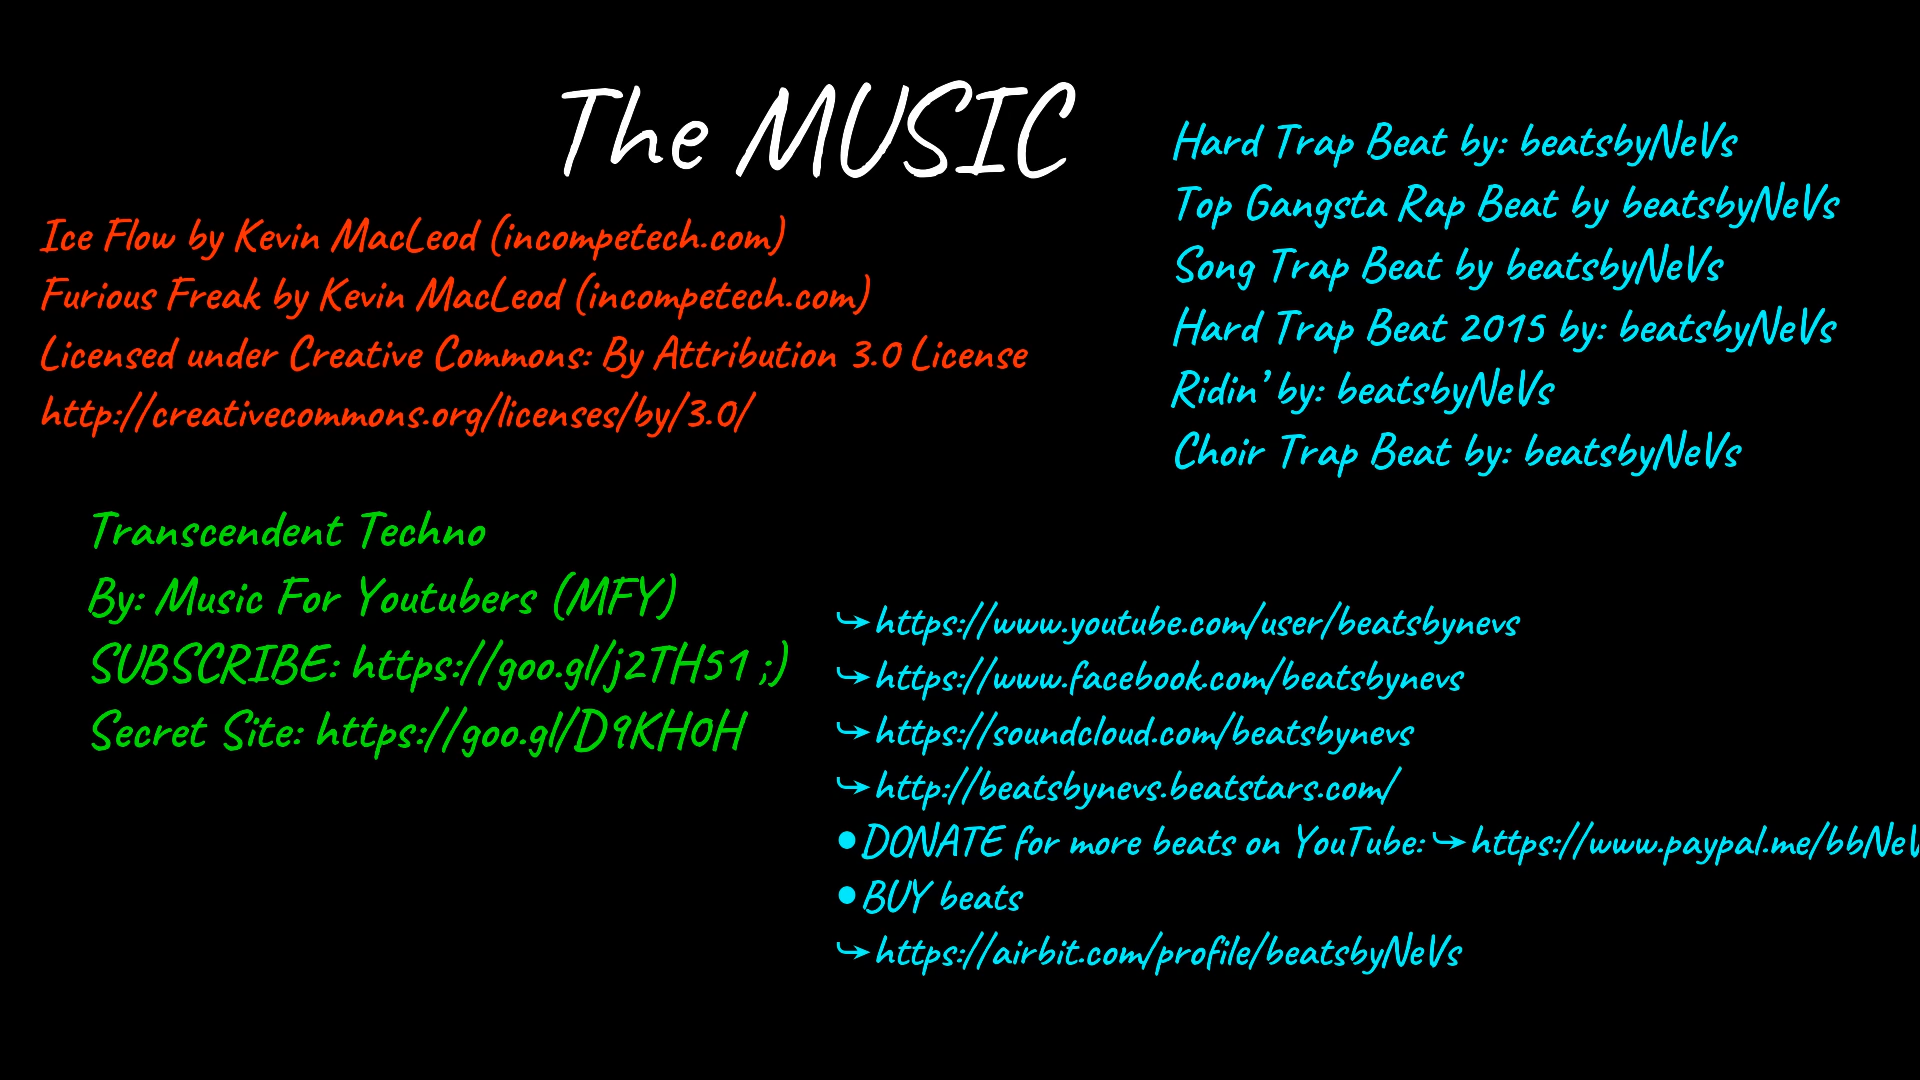 The MUSIC
Ice Flow by Kevin MacLeod (incompetech.com)
Furious Freak by Kevin MacLeod (incompetech.com)
Licensed under Creative Commons: By Attribution 3.0 License
http://creativecommons.org/licenses/by/3.0/
Hard Trap Beat by: beatsbyNeVs
Top Gangsta Rap Beat by beatsbyNeVs
Song Trap Beat by beatsbyNeVs
Hard Trap Beat 2015 by: beatsbyNeVs
Ridin’ by: beatsbyNeVs
Choir Trap Beat by: beatsbyNeVs
Transcendent Techno
By: Music For Youtubers (MFY)
SUBSCRIBE: https://goo.gl/j2TH51 ;)
Secret Site: https://goo.gl/D9KH0H
↪https://www.youtube.com/user/beatsbynevs
↪https://www.facebook.com/beatsbynevs
↪https://soundcloud.com/beatsbynevs
↪http://beatsbynevs.beatstars.com/
●DONATE for more beats on YouTube:↪https://www.paypal.me/bbNeV
●BUY beats
↪https://airbit.com/profile/beatsbyNeVs